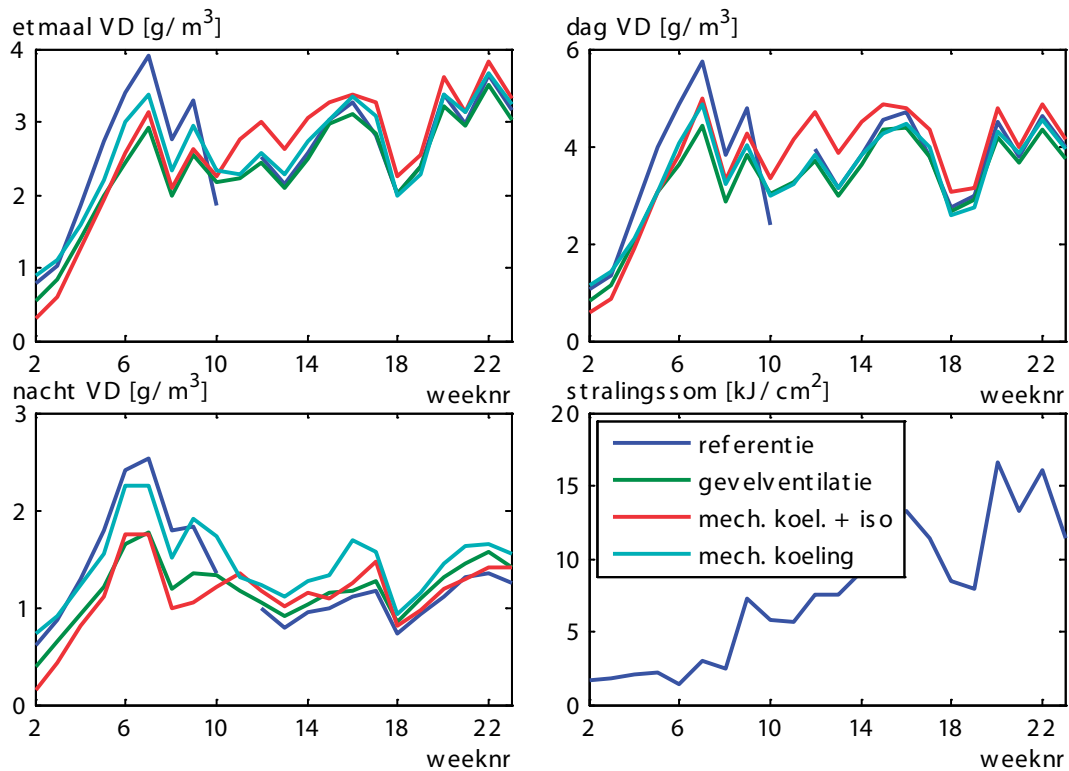 etmaal VD [g/m³]
4
3
2
1
0
2 6 10 14 18 22
weeknr
dag VD [g/m³]
6
4
2
0
2 6 10 14 18 22
weeknr
nacht VD [g/m³]
3
2
1
0
2 6 10 14 18 22
weeknr
stralingssom [kJ/cm²]
20
15
10
5
0
referentie
gevelventilatie
mech. koel. + iso
mech. koeling
2 6 10 14 18 22
weeknr